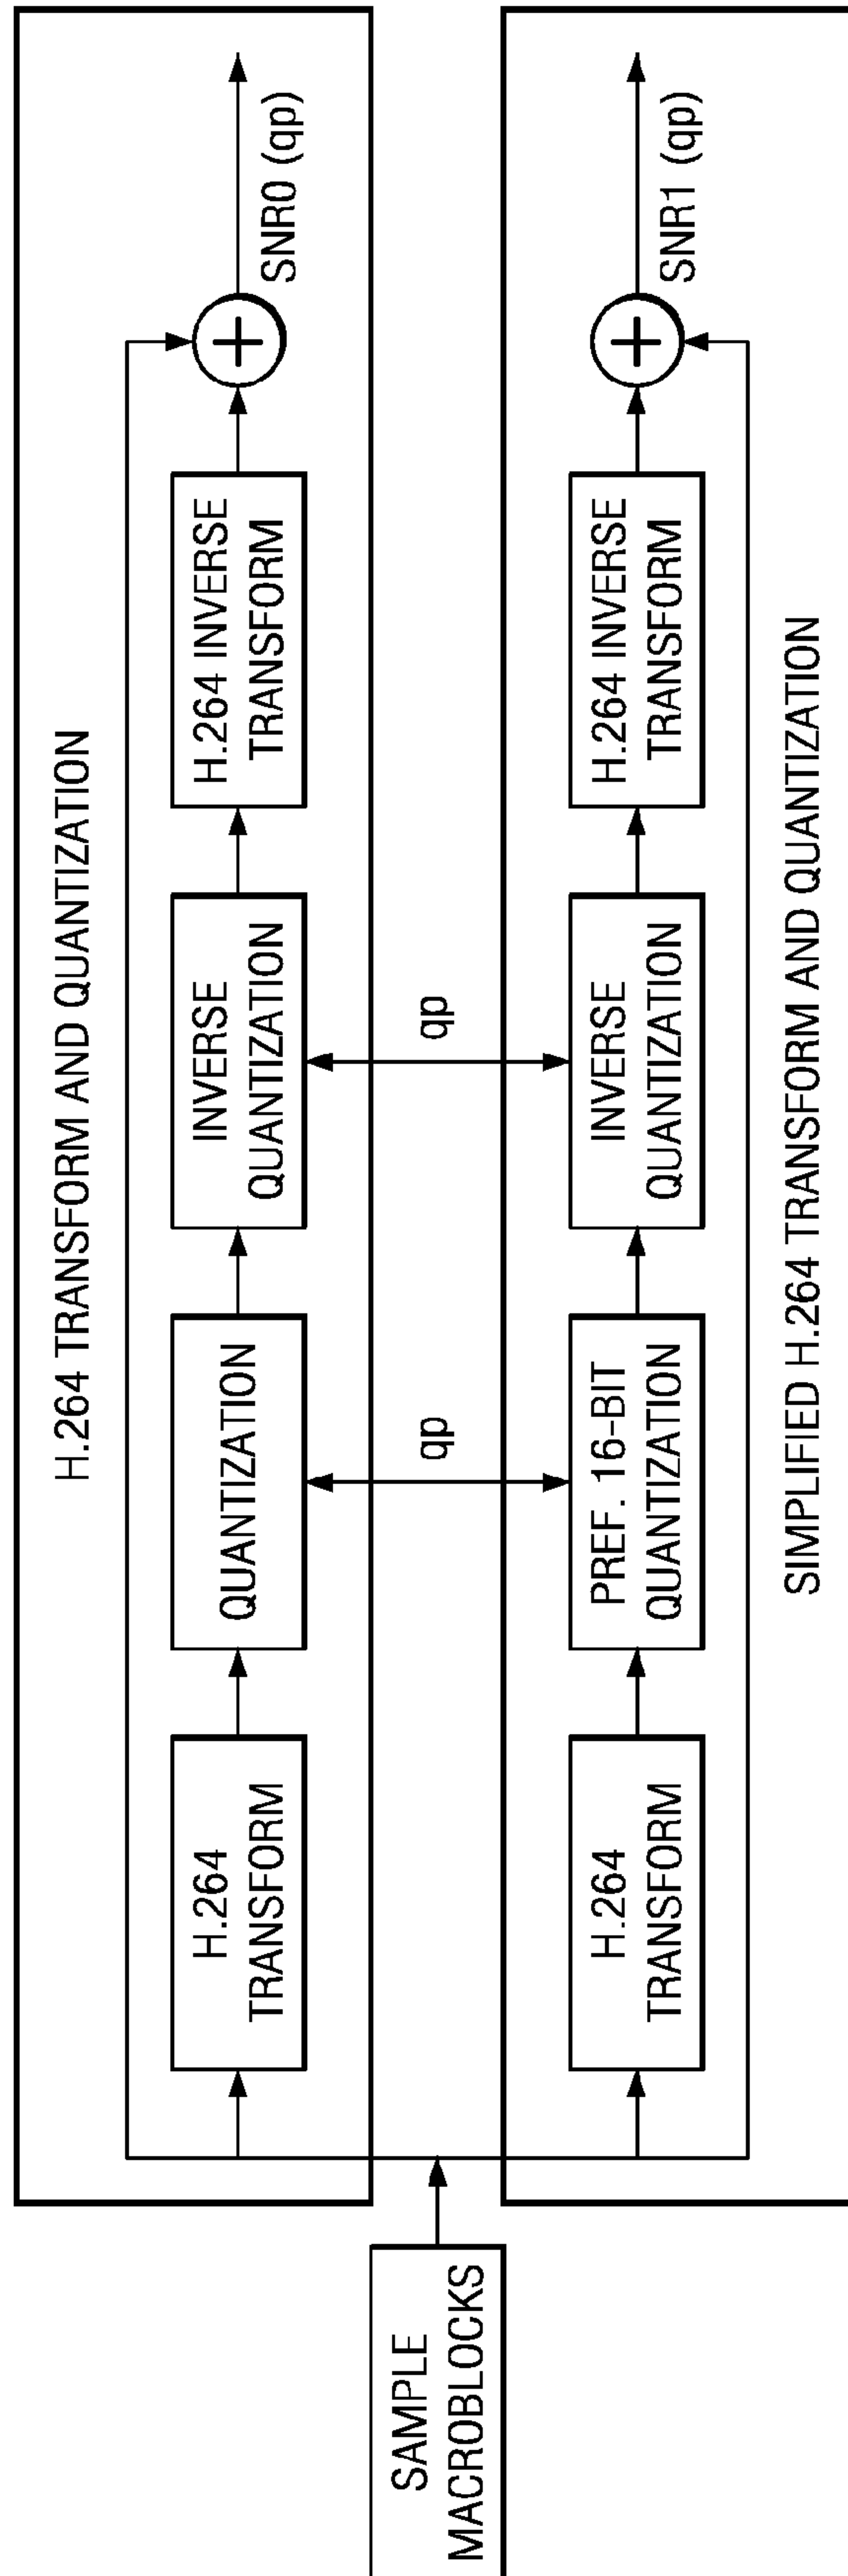 H.264 TRANSFORM AND QUANTIZATION
H.264
TRANSFORM
QUANTIZATION
INVERSE
QUANTIZATION
H.264 INVERSE
TRANSFORM
SNR0 (qp)
SAMPLE
MACROBLOCKS
qp
qp
H.264
TRANSFORM
PREF. 16-BIT
QUANTIZATION
INVERSE
QUANTIZATION
H.264 INVERSE
TRANSFORM
SNR1 (qp)
SIMPLIFIED H.264 TRANSFORM AND QUANTIZATION